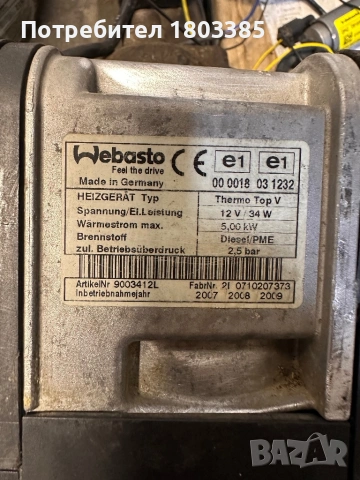 Потребител 1803385
Webasto
Feel the drive
CE e1 e1
Made in Germany 00 0018 03 1232
HEIZGERÄT Typ Thermo Top V
Spannung/El.Leistung 12 V / 34 W
Wärmestrom max. 5,00 kW
Brennstoff Diesel/PME
zul. Betriebsüberdruck 2,5 bar
ArtikelNr 9003412L FabrNr. 2I 0710207373
Inbetriebnahmejahr 2007 2008 2009
BAZAR